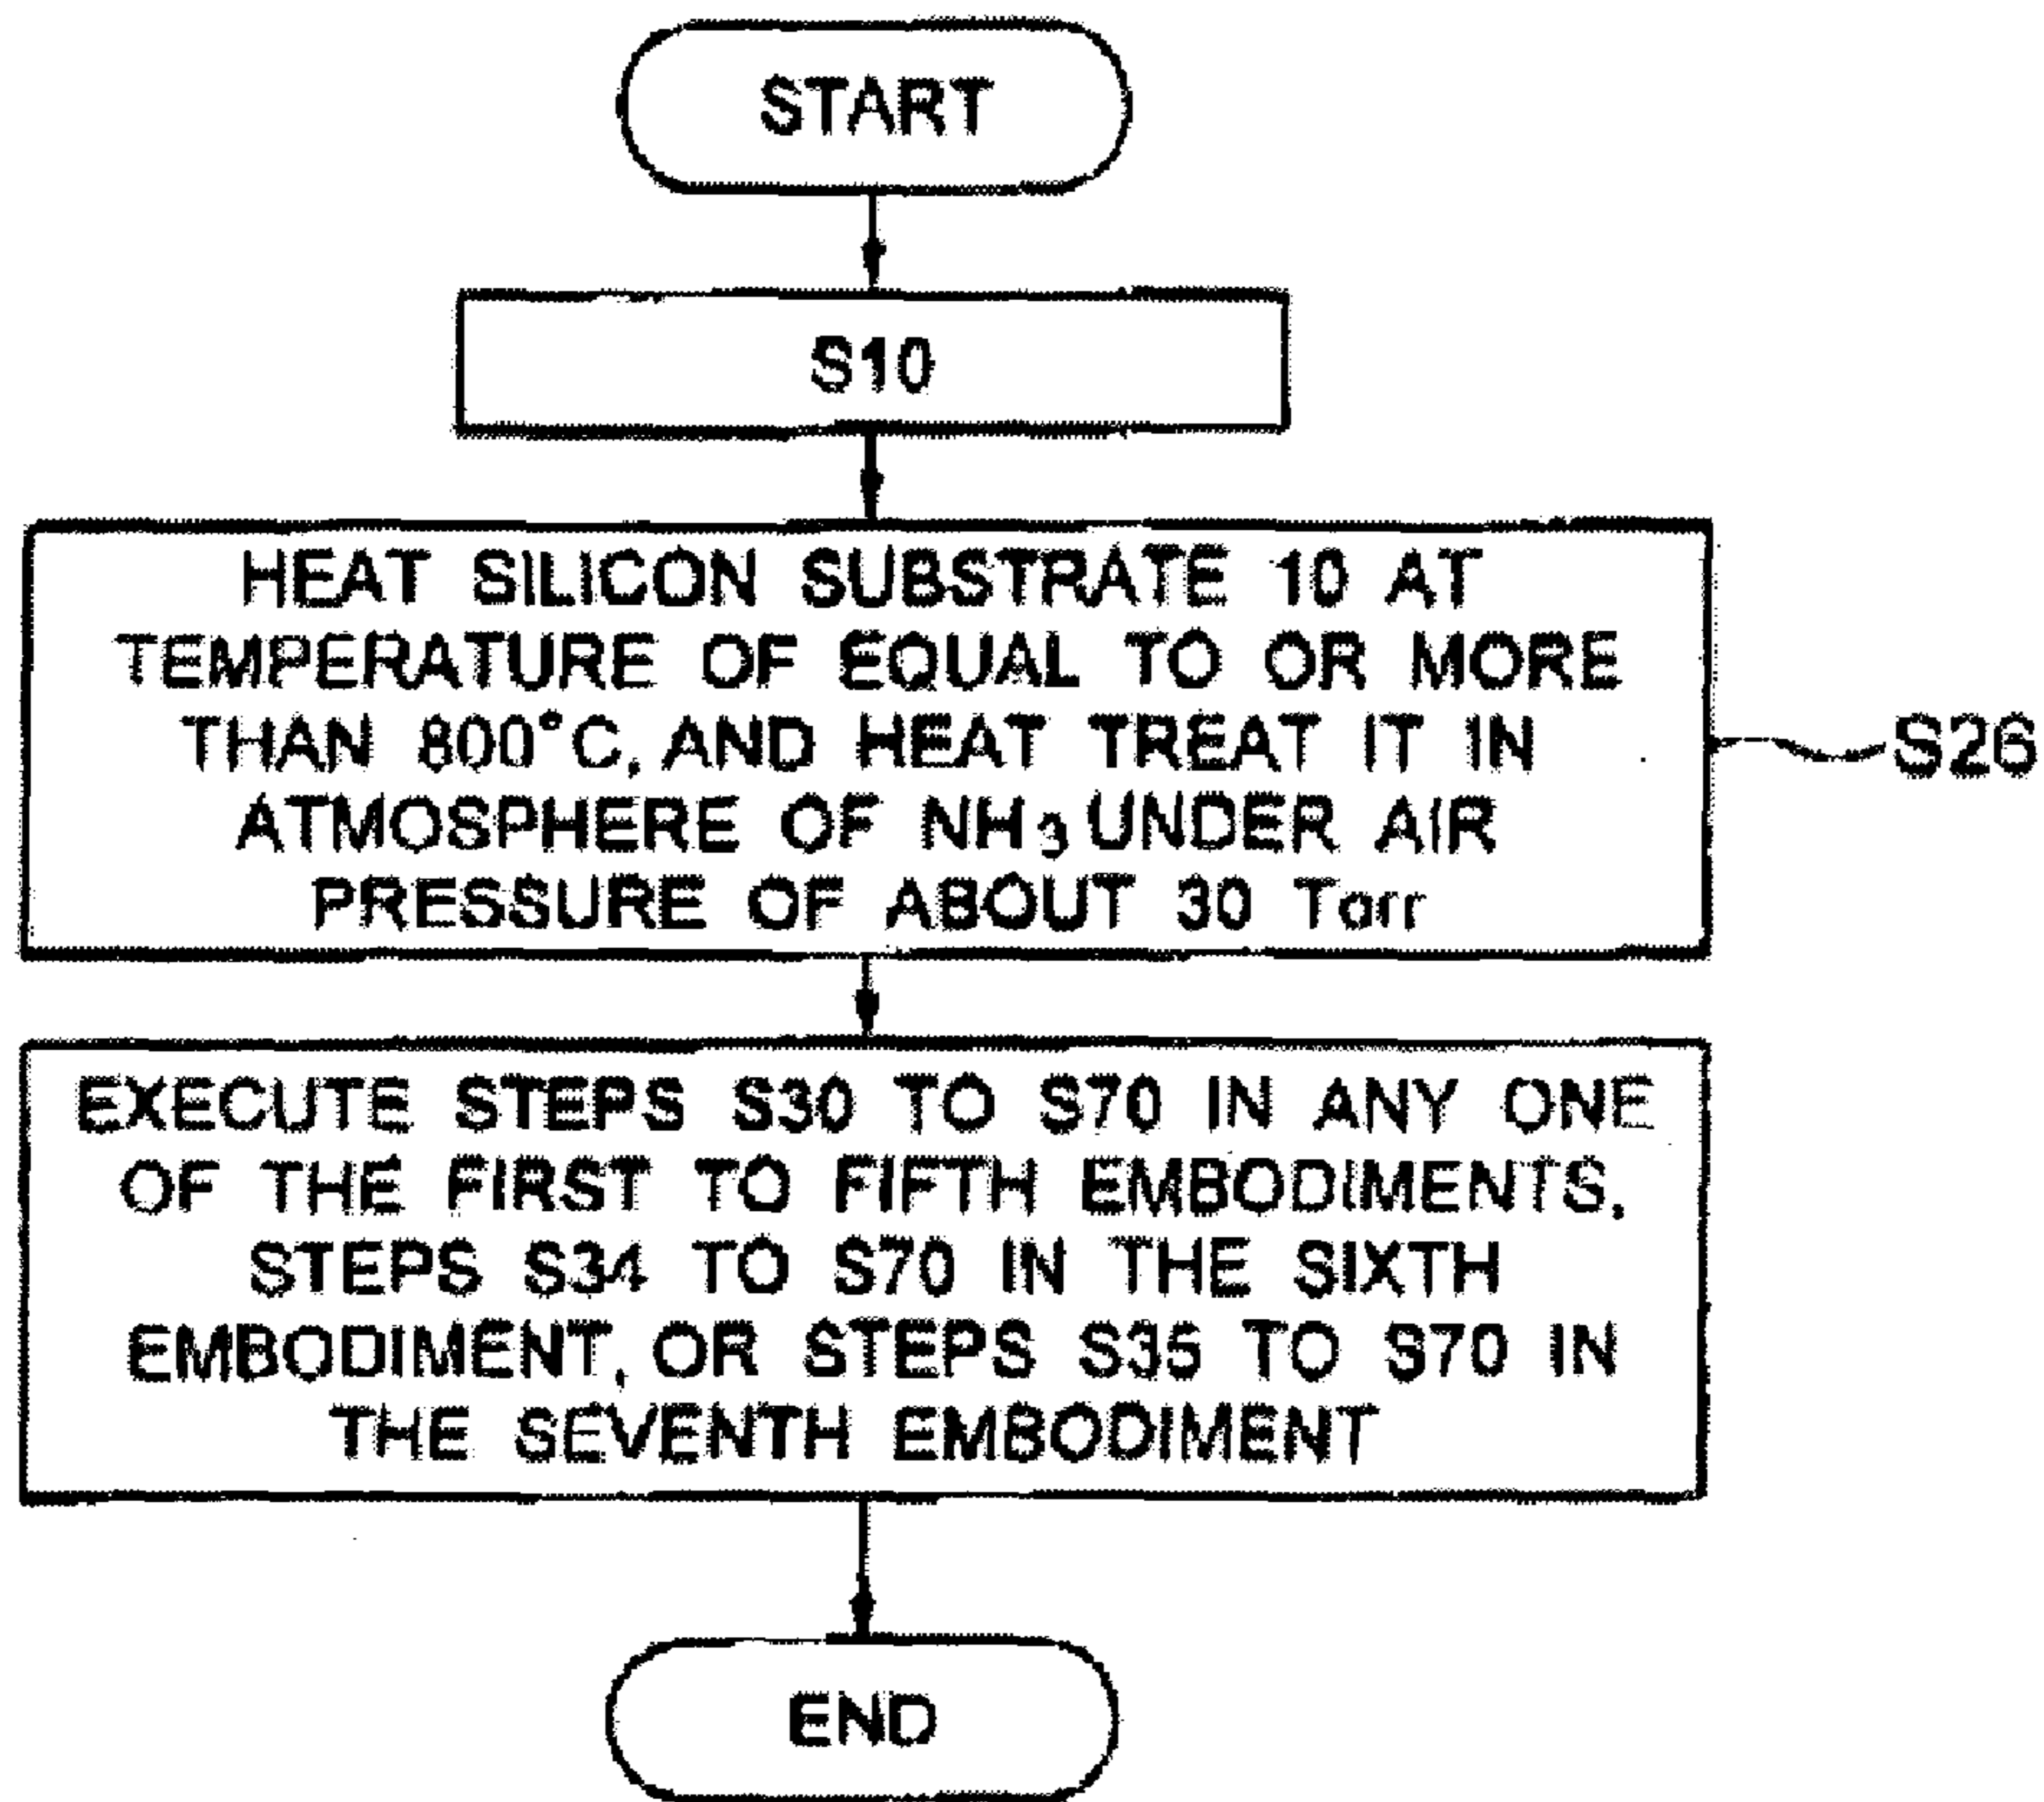 START
S10
HEAT SILICON SUBSTRATE 10 AT
TEMPERATURE OF EQUAL TO OR MORE
THAN 800°C, AND HEAT TREAT IT IN
ATMOSPHERE OF NH₃ UNDER AIR
PRESSURE OF ABOUT 30 Torr
S26
EXECUTE STEPS S30 TO S70 IN ANY ONE
OF THE FIRST TO FIFTH EMBODIMENTS,
STEPS S34 TO S70 IN THE SIXTH
EMBODIMENT, OR STEPS S35 TO S70 IN
THE SEVENTH EMBODIMENT
END